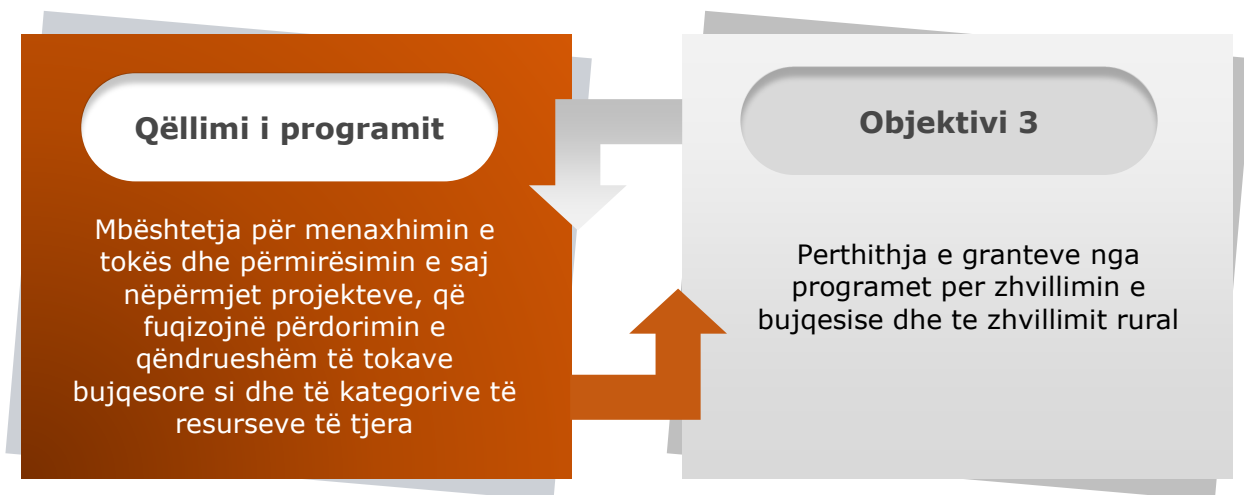 Qëllimi i programit
Mbështetja për menaxhimin e
tokës dhe përmirësimin e saj
nëpërmjet projekteve, që
fuqizojnë përdorimin e
qëndrueshëm të tokave
bujqesore si dhe të kategorive të
resurseve të tjera
Objektivi 3
Perthithja e granteve nga
programet per zhvillimin e
bujqesise dhe te zhvillimit rural